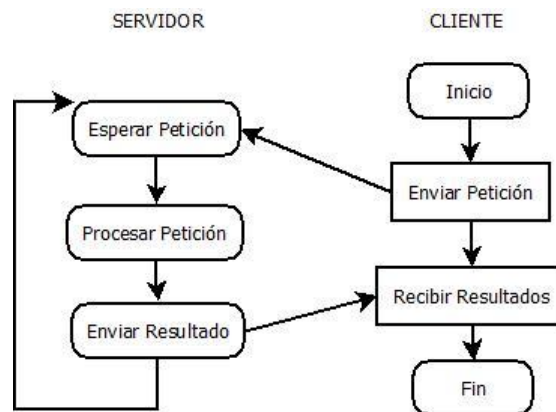 SERVIDOR
CLIENTE
Inicio
Esperar Petición
Enviar Petición
Procesar Petición
Recibir Resultados
Enviar Resultado
Fin